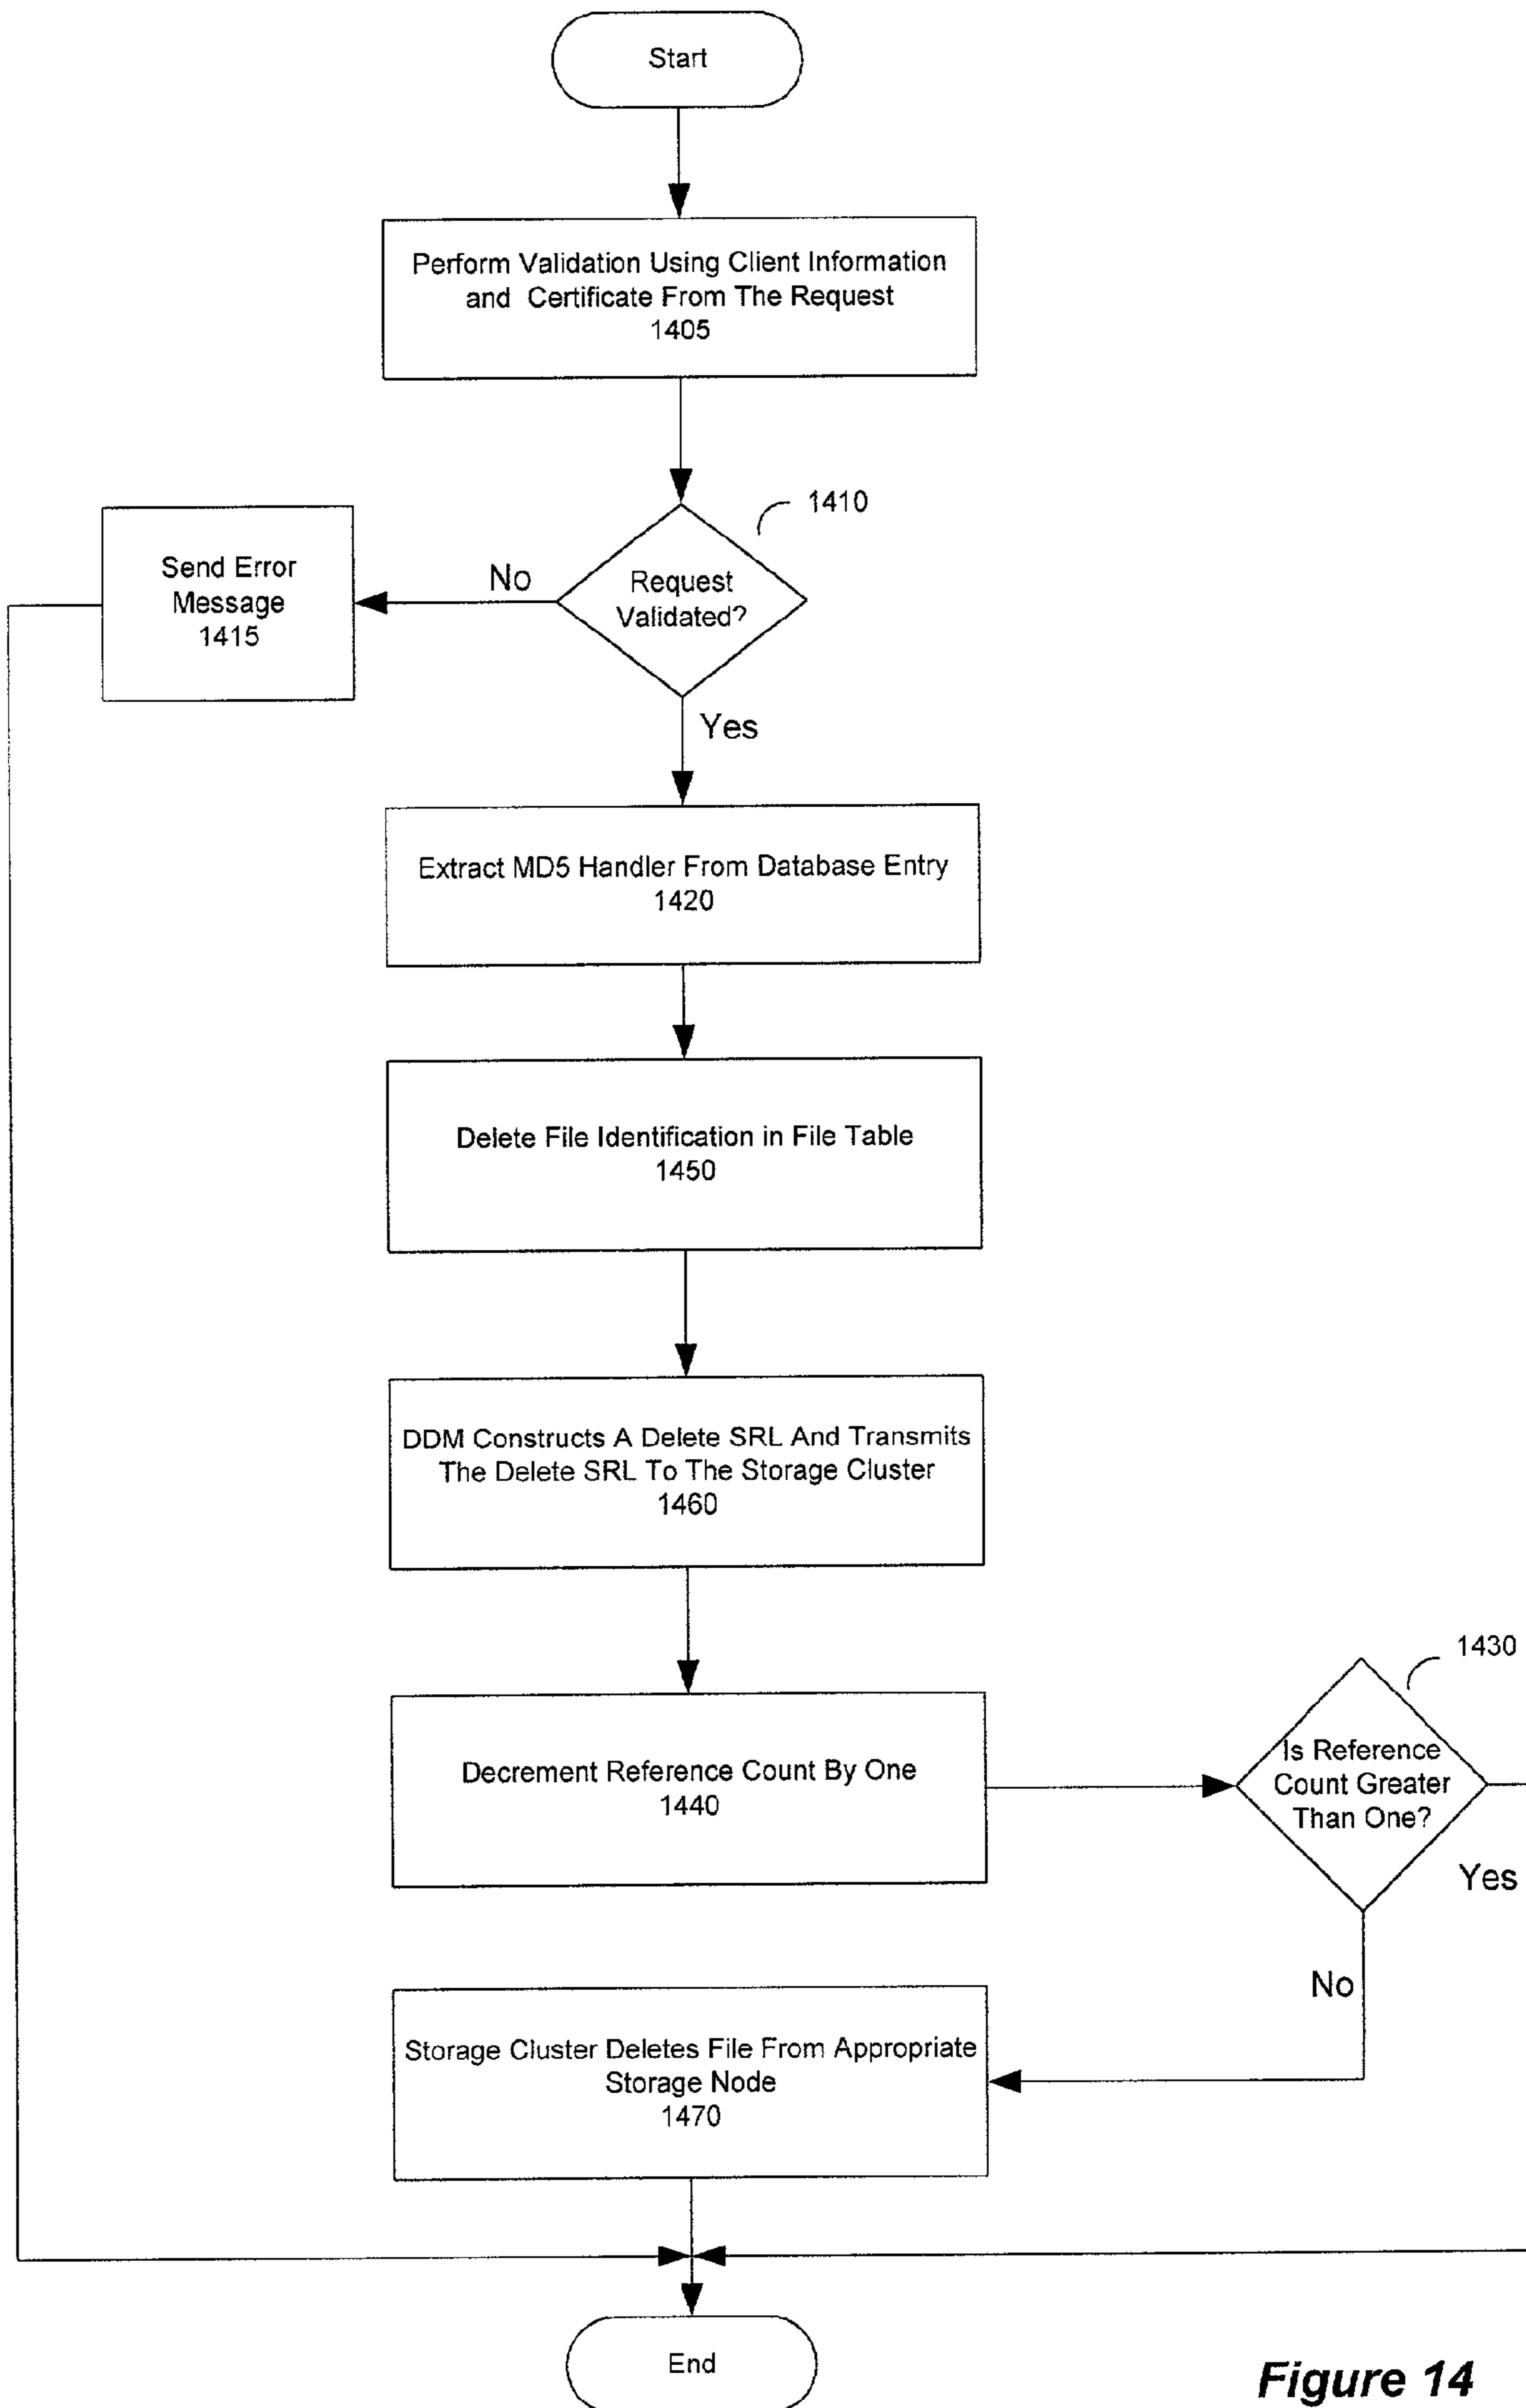 Start
Perform Validation Using Client Information
and Certificate From The Request
1405
1410
Request
Validated?
No
Send Error
Message
1415
Yes
Extract MD5 Handler From Database Entry
1420
Delete File Identification in File Table
1450
DDM Constructs A Delete SRL And Transmits
The Delete SRL To The Storage Cluster
1460
Decrement Reference Count By One
1440
1430
Is Reference
Count Greater
Than One?
Yes
No
Storage Cluster Deletes File From Appropriate
Storage Node
1470
End
Figure 14